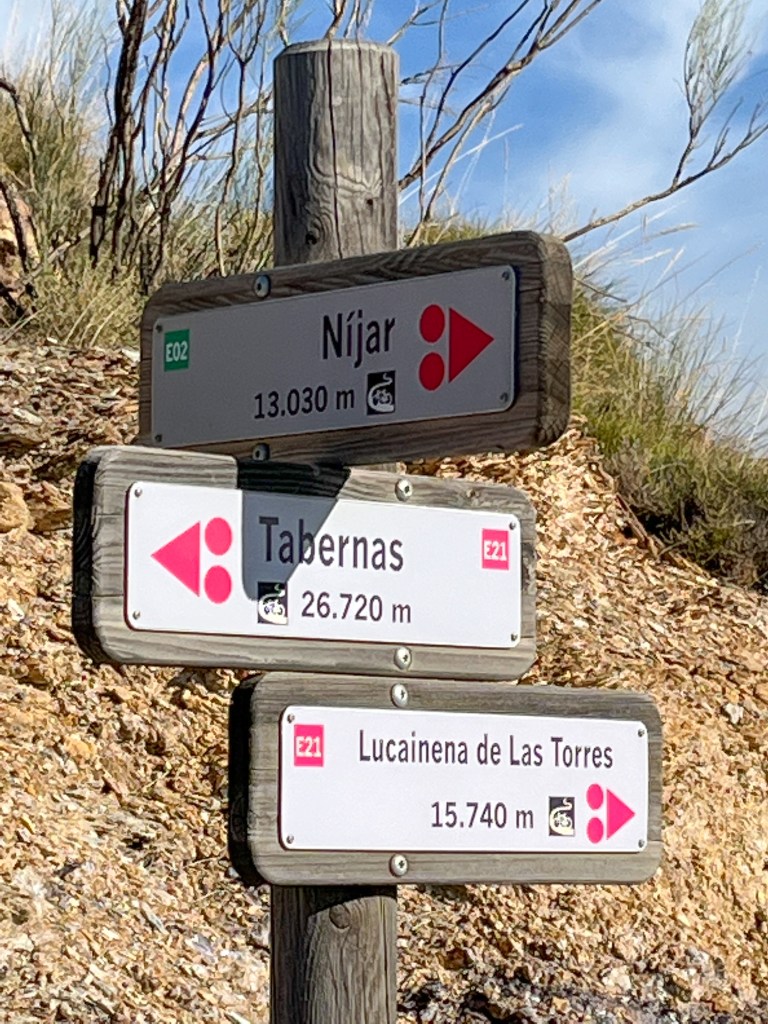 E02 Níjar
13.030 m
Tabernas E21
26.720 m
E21 Lucainena de Las Torres
15.740 m